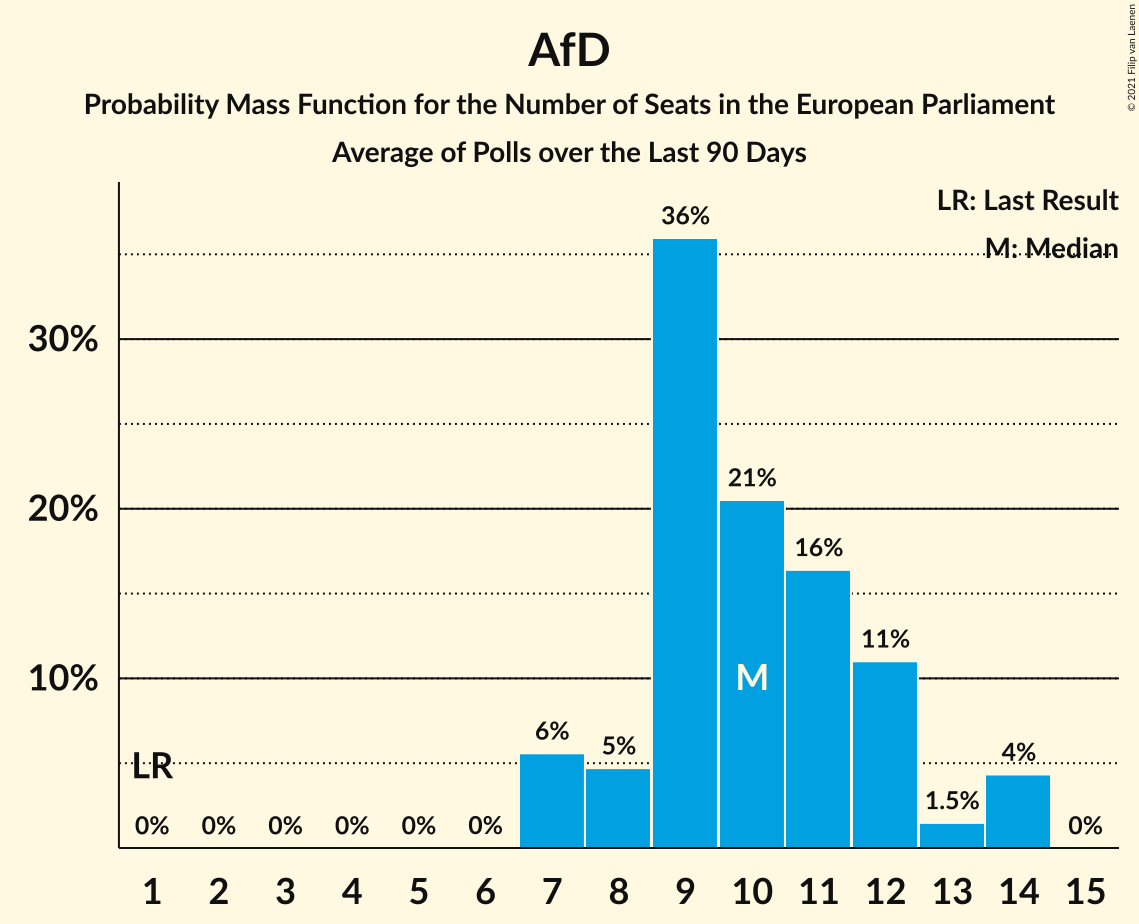 AfD
Probability Mass Function for the Number of Seats in the European Parliament
Average of Polls over the Last 90 Days
© 2021 Filip van Laenen
LR: Last Result
M: Median
36%
30%
21%
20%
16%
11%
10%
M
6%
5%
4%
1.5%
LR
0% 0% 0% 0% 0% 0% 0%
1 2 3 4 5 6 7 8 9 10 11 12 13 14 15